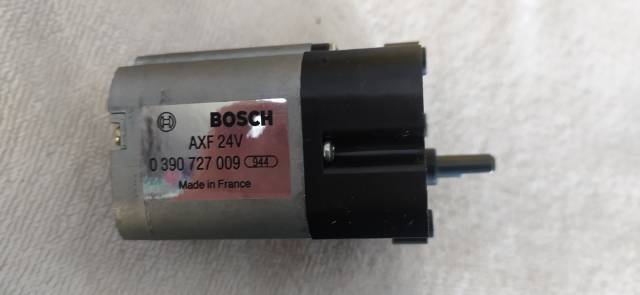 BOSCH
AXF 24V
0 390 727 009 944
Made in France